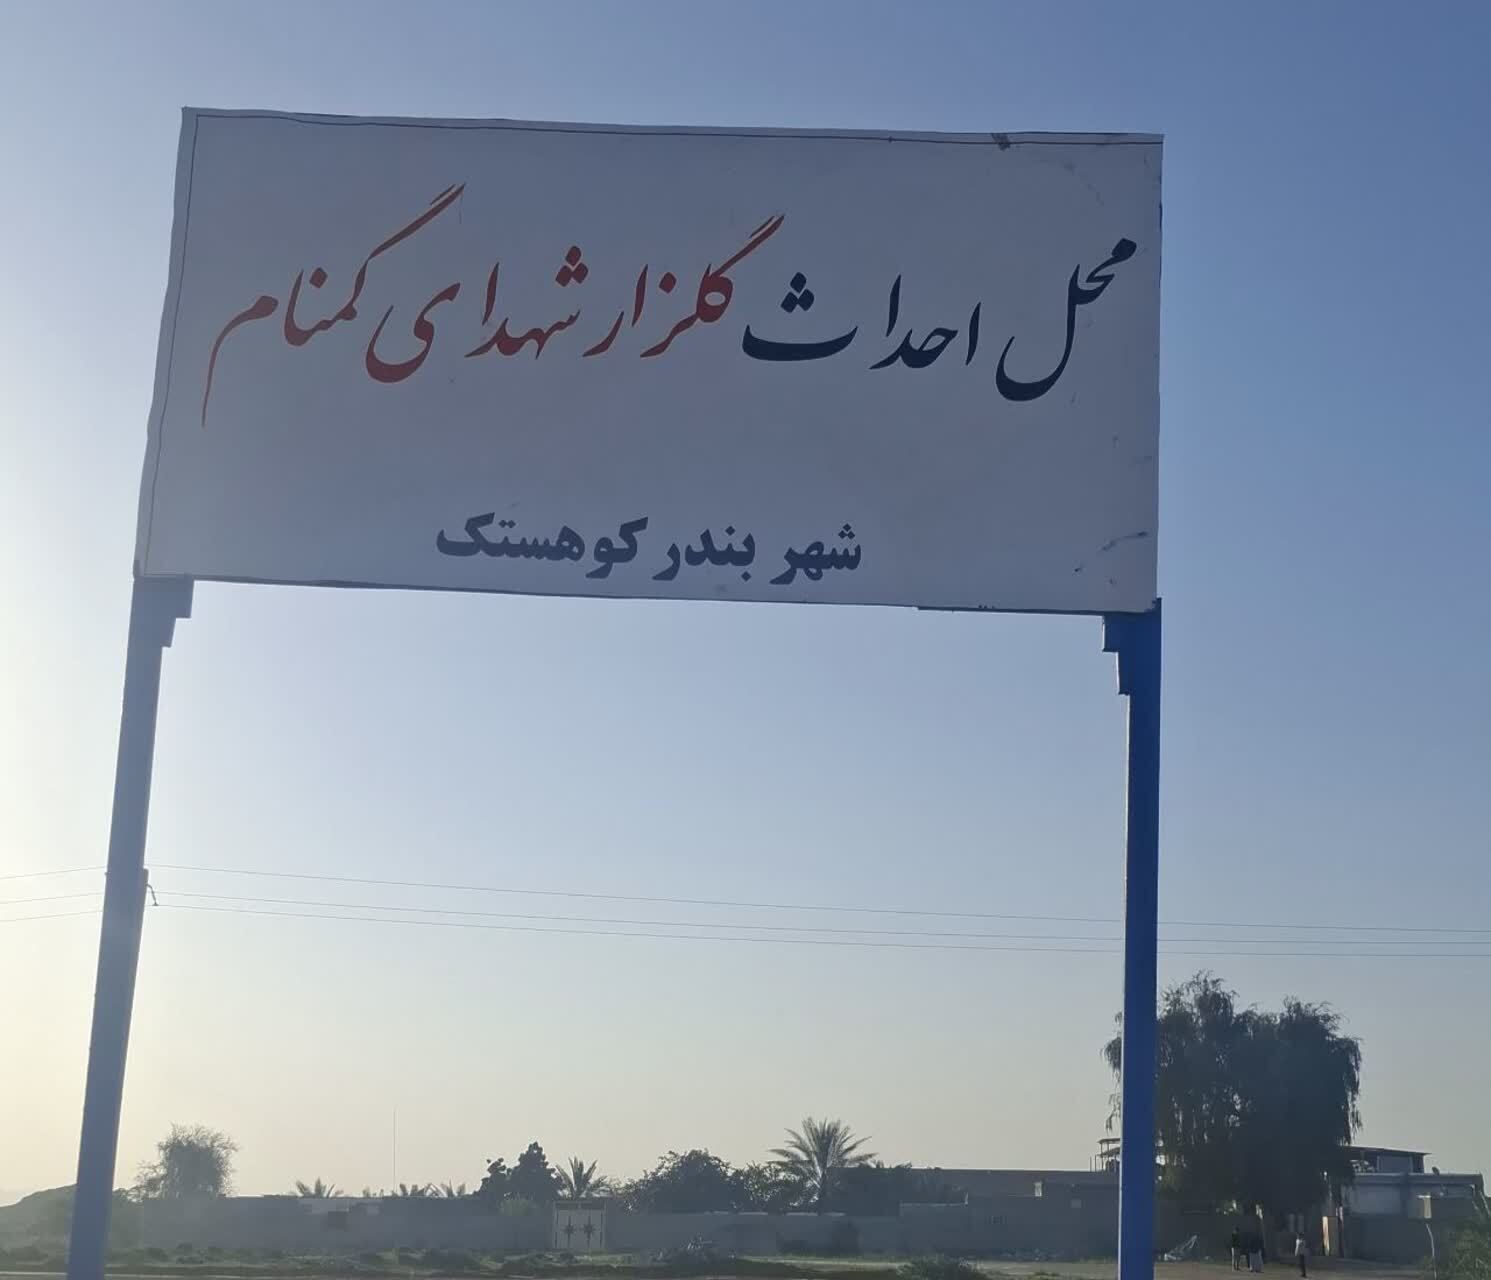 محل احداث گلزار شهدای گمنام
شهر بندر کوهستک